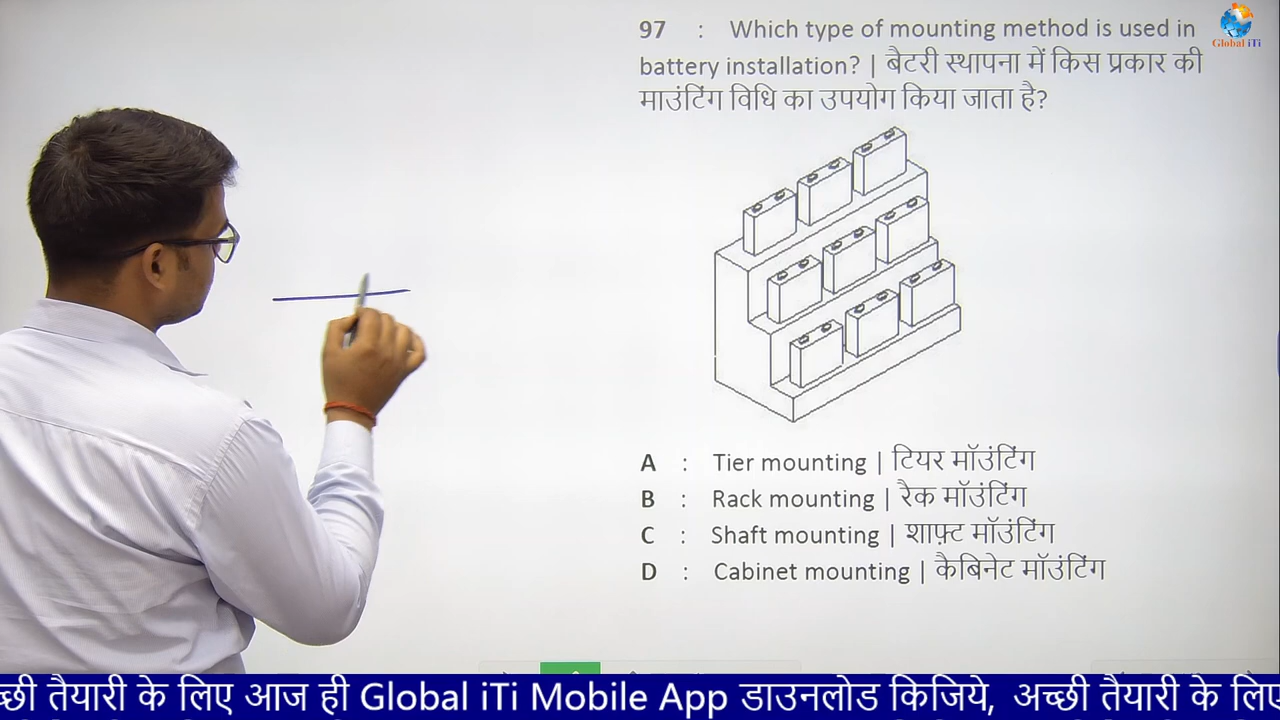 97 : Which type of mounting method is used in
battery installation? | बैटरी स्थापना में किस प्रकार की
माउंटिंग विधि का उपयोग किया जाता है?
Global iTi
A : Tier mounting | टियर मॉउंटिंग
B : Rack mounting | रैक मॉउंटिंग
C : Shaft mounting | शाफ़्ट मॉउंटिंग
D : Cabinet mounting | कैबिनेट मॉउंटिंग
च्छी तैयारी के लिए आज ही Global iTi Mobile App डाउनलोड किजिये, अच्छी तैयारी के लिए